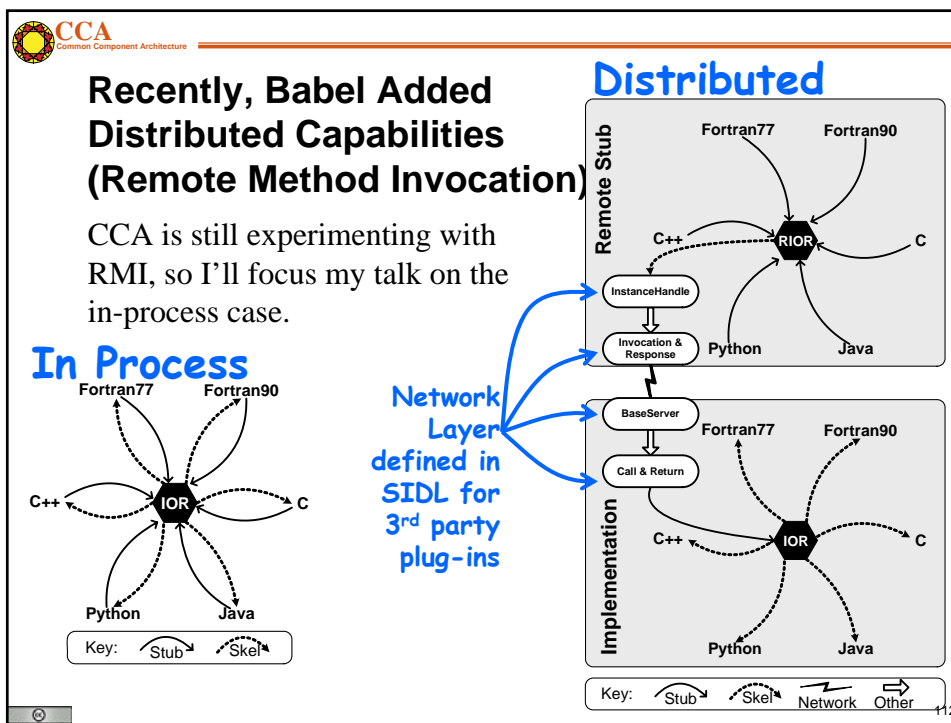 CCA
Common Component Architecture
Recently, Babel Added
Distributed Capabilities
(Remote Method Invocation)
CCA is still experimenting with
RMI, so I'll focus my talk on the
in-process case.
In Process
Fortran77
Fortran90
C++
IOR
C
Python
Java
Key:
Stub
Skel
Network
Layer
defined in
SIDL for
3rd party
plug-ins
Distributed
Remote Stub
Fortran77
Fortran90
C++
RIOR
C
InstanceHandle
Invocation &
Response
Python
Java
Implementation
BaseServer
Fortran77
Fortran90
Call & Return
C++
IOR
C
Python
Java
Key:
Stub
Skel
Network
Other
cc